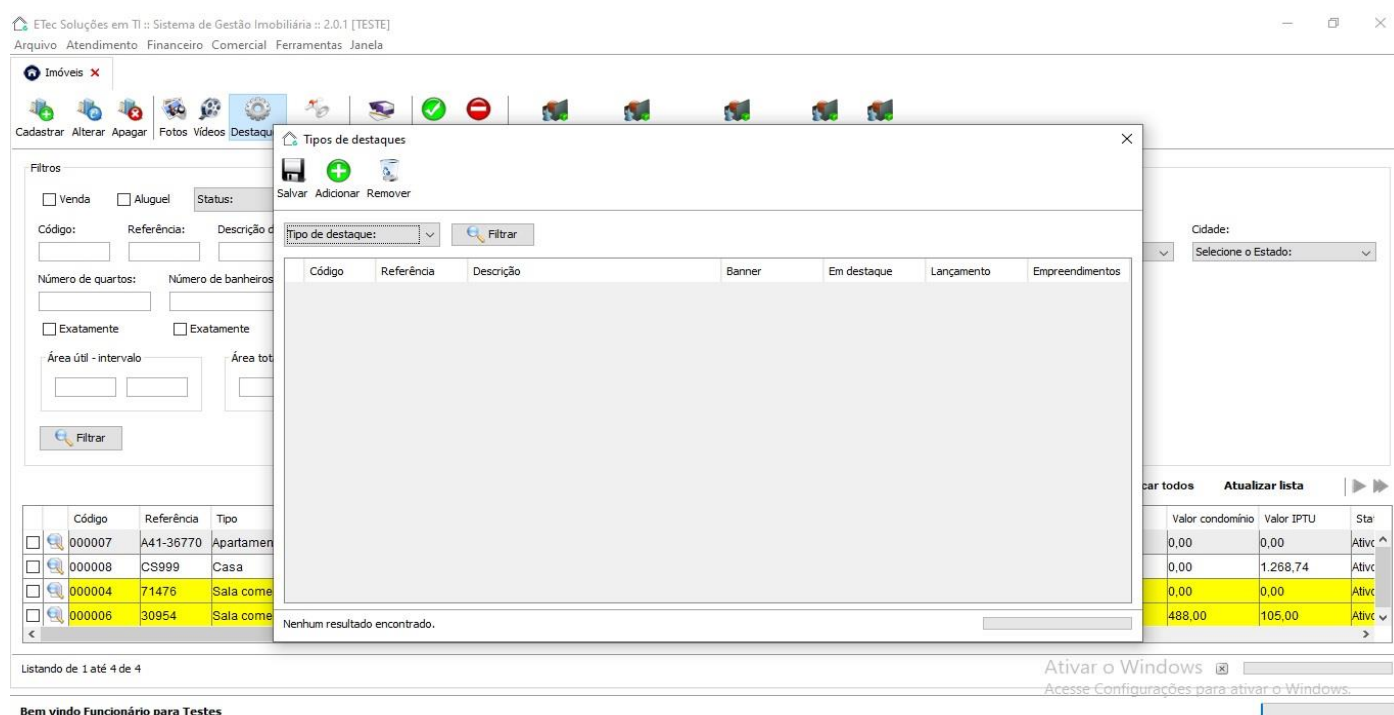 ETec Soluções em TI :: Sistema de Gestão Imobiliária :: 2.0.1 [TESTE]
Arquivo Atendimento Financeiro Comercial Ferramentas Janela
Imóveis
Cadastrar Alterar Apagar Fotos Vídeos Destaqu
Tipos de destaques
Salvar Adicionar Remover
Filtros
Venda Aluguel Status:
Código: Referência: Descrição d
Tipo de destaque: Filtrar
Cidade:
Selecione o Estado:
Código Referência Descrição Banner Em destaque Lançamento Empreendimentos
Número de quartos: Número de banheiros
Exatamente Exatamente
Área útil - intervalo Área tot
Filtrar
car todos Atualizar lista
Código Referência Tipo Valor condomínio Valor IPTU Sta
000007 A41-36770 Apartamen 0,00 0,00 Ativo
000008 CS999 Casa 0,00 1.268,74 Ativo
000004 71476 Sala come 0,00 0,00 Ativo
000006 30954 Sala come 488,00 105,00 Ativo
Nenhum resultado encontrado.
Listando de 1 até 4 de 4
Ativar o Windows
Acesse Configurações para ativar o Windows.
Bem vindo Funcionário para Testes